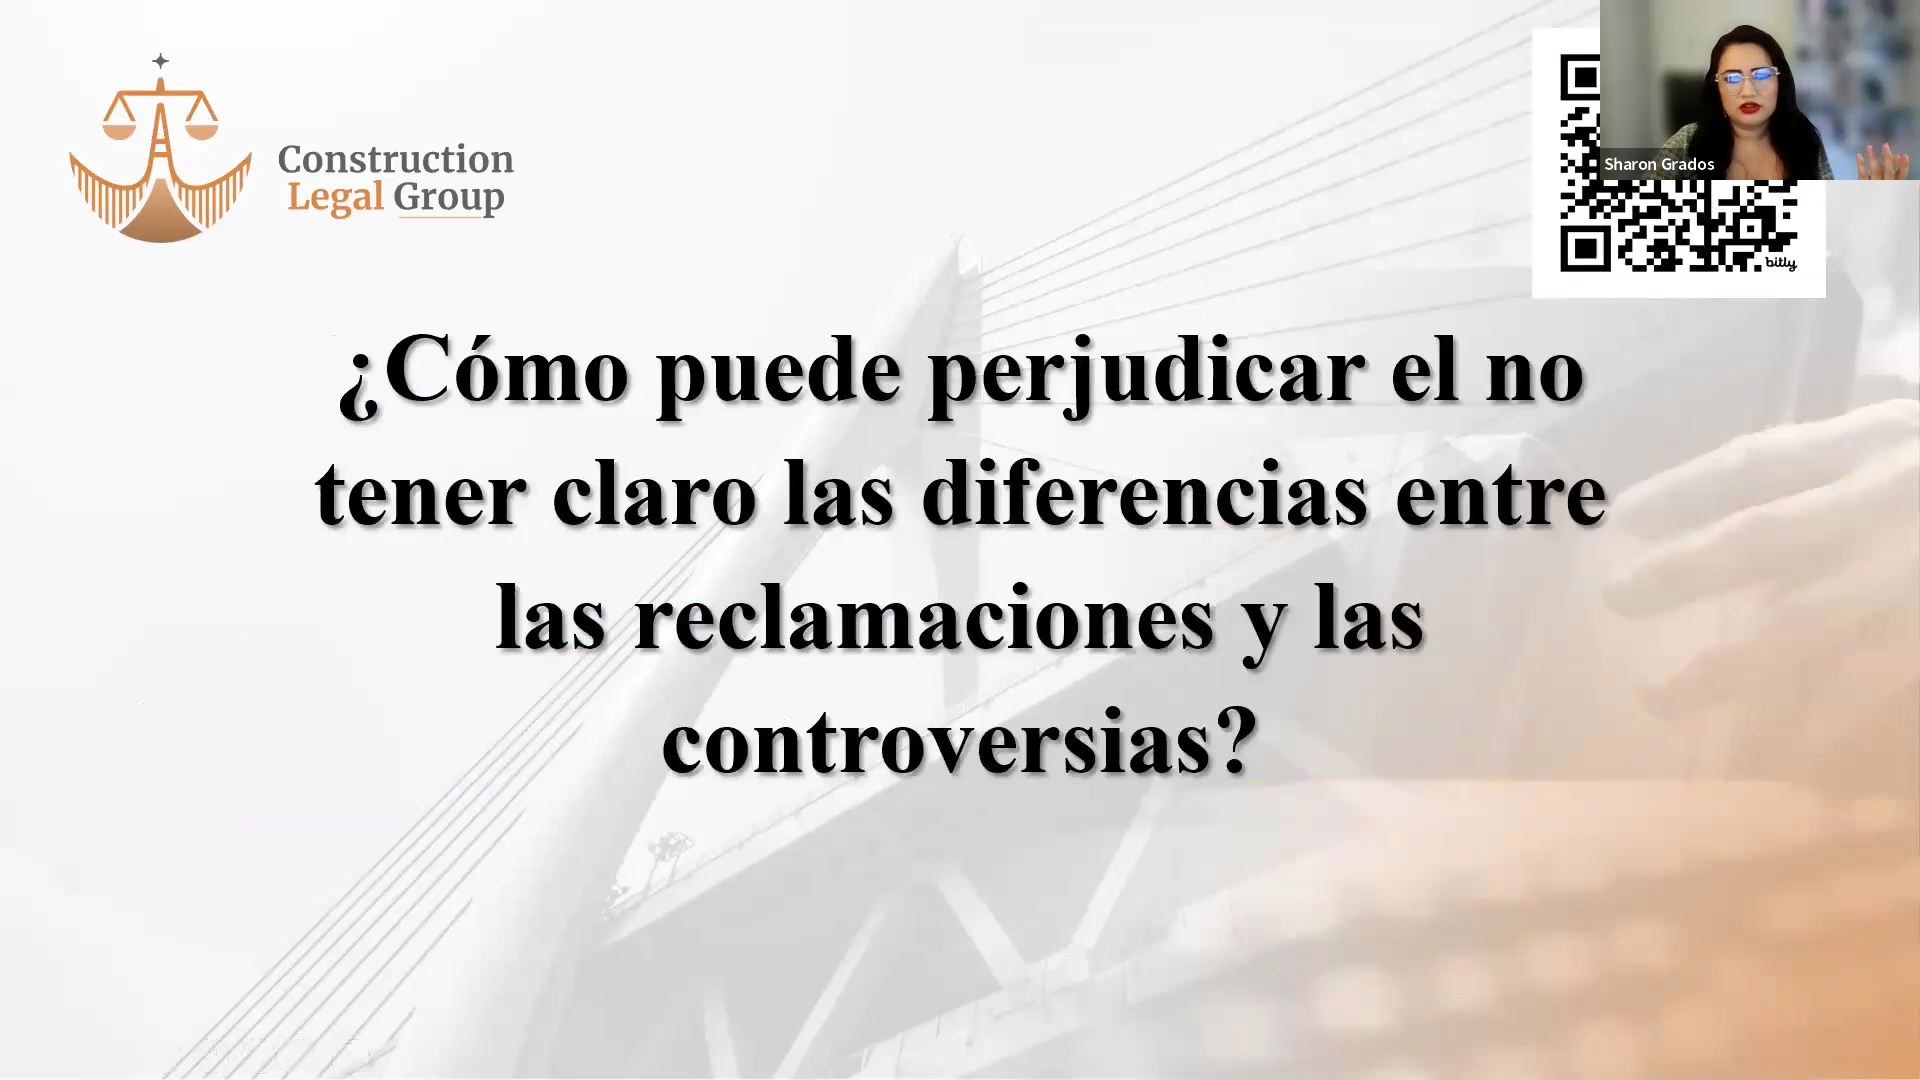 Construction
Legal Group
Sharon Grados
bitly
¿Cómo puede perjudicar el no
tener claro las diferencias entre
las reclamaciones y las
controversias?